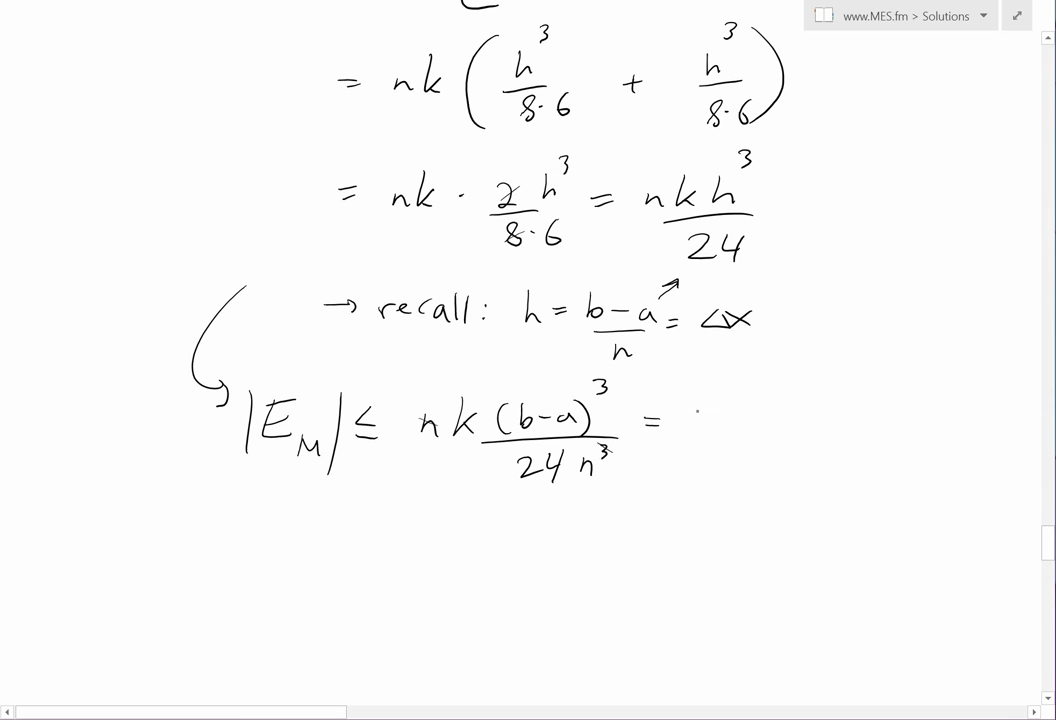 www.MES.fm > Solutions
= nk ( h³/8·6 + h³/8·6 )
= nk · 2h³/8·6 = nkh³/24
→ recall: h = b-a/n = Δx
|E_M| ≤ nk (b-a)³/24n³ =